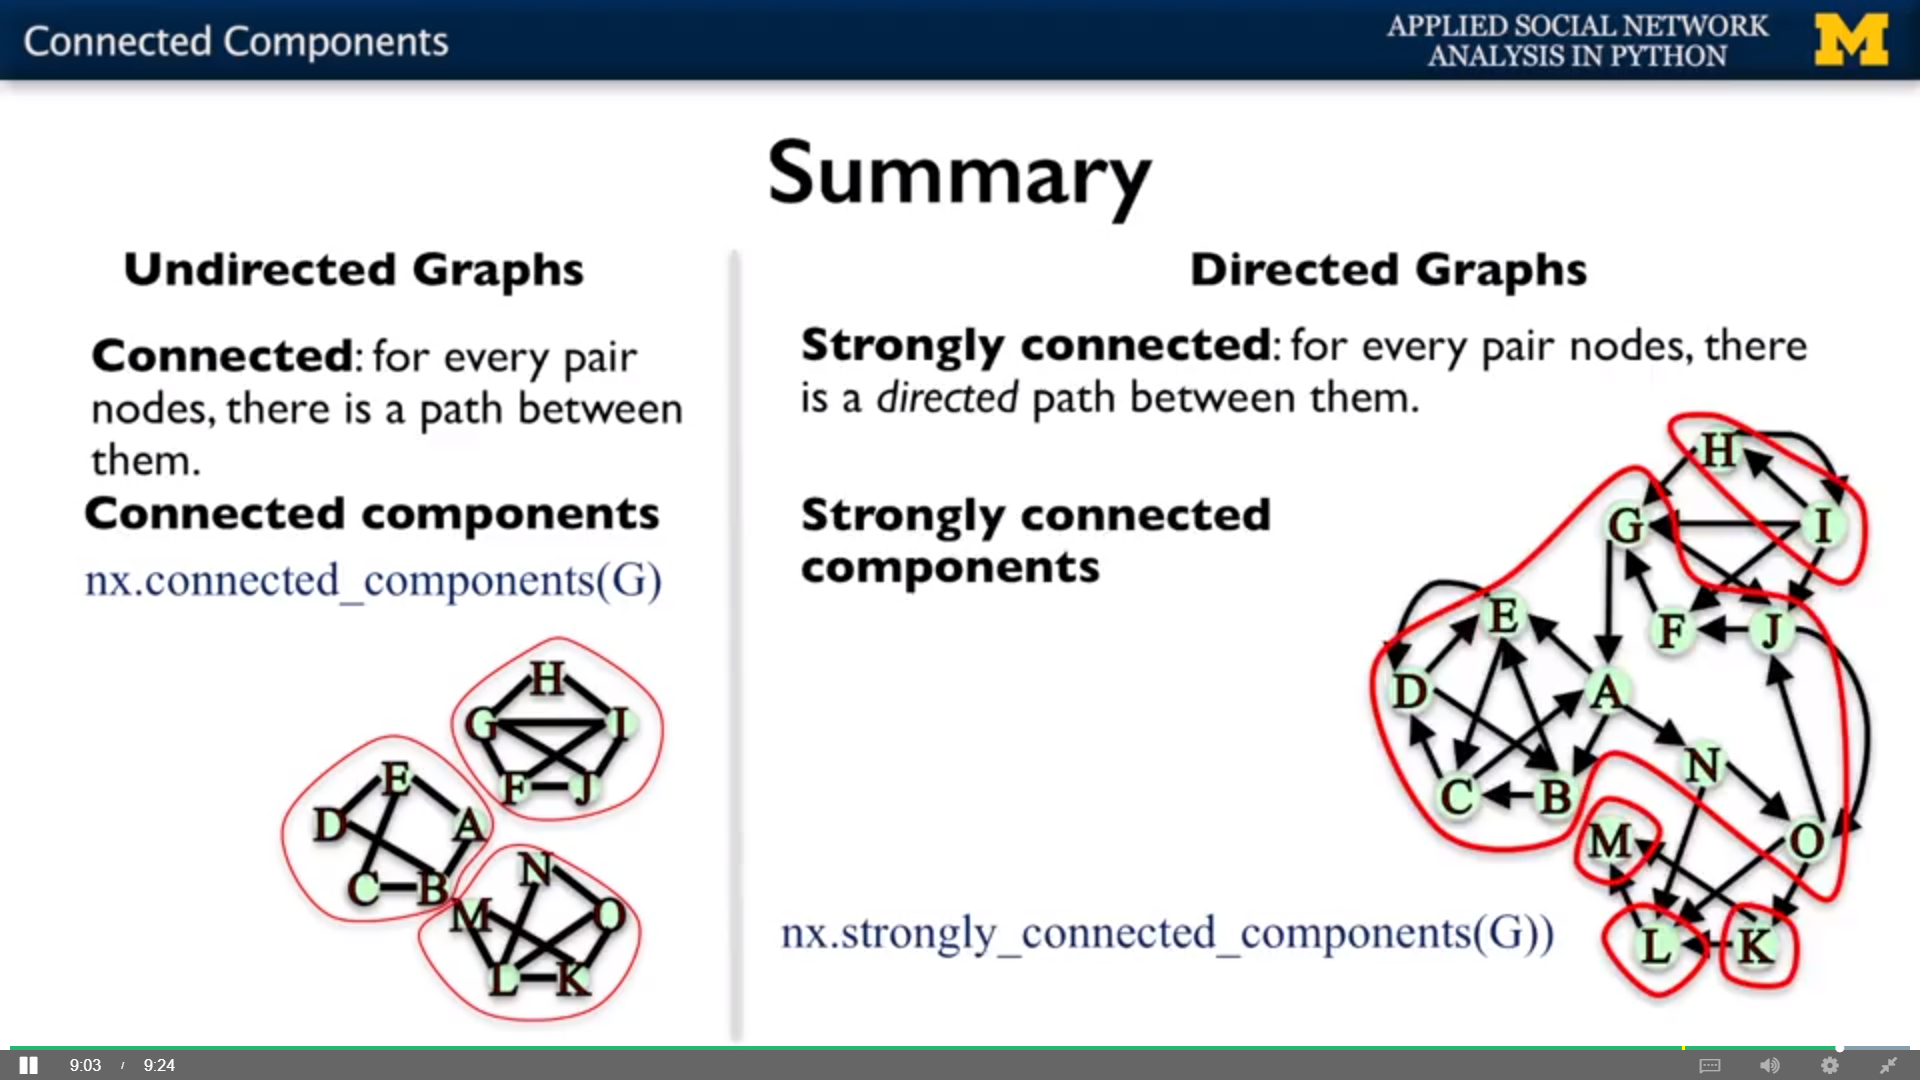 Connected Components
APPLIED SOCIAL NETWORK
ANALYSIS IN PYTHON
M
Summary
Undirected Graphs
Connected: for every pair
nodes, there is a path between
them.
Connected components
nx.connected_components(G)
H
G
I
F
J
E
D
A
C
B
N
M
O
L
K
Directed Graphs
Strongly connected: for every pair nodes, there
is a directed path between them.
Strongly connected
components
H
G
I
E
F
J
D
A
N
C
B
M
O
L
K
nx.strongly_connected_components(G))
9:03 / 9:24